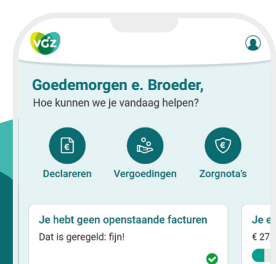 vgz
Goedemorgen e. Broeder,
Hoe kunnen we je vandaag helpen?
Declareren Vergoedingen Zorgnota's
Je hebt geen openstaande facturen
Dat is geregeld: fijn!
Je e
€ 27